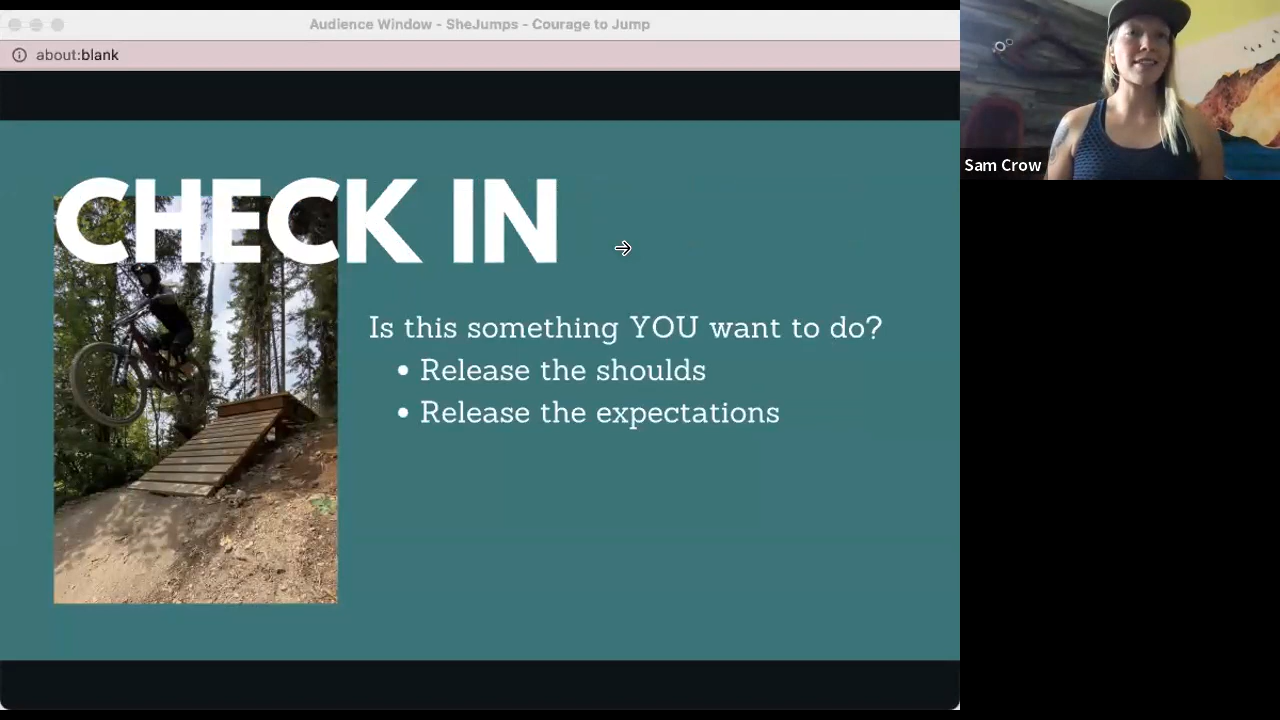 Audience Window - SheJumps - Courage to Jump
about:blank
Sam Crow
CHECK IN
Is this something YOU want to do?
• Release the shoulds
• Release the expectations